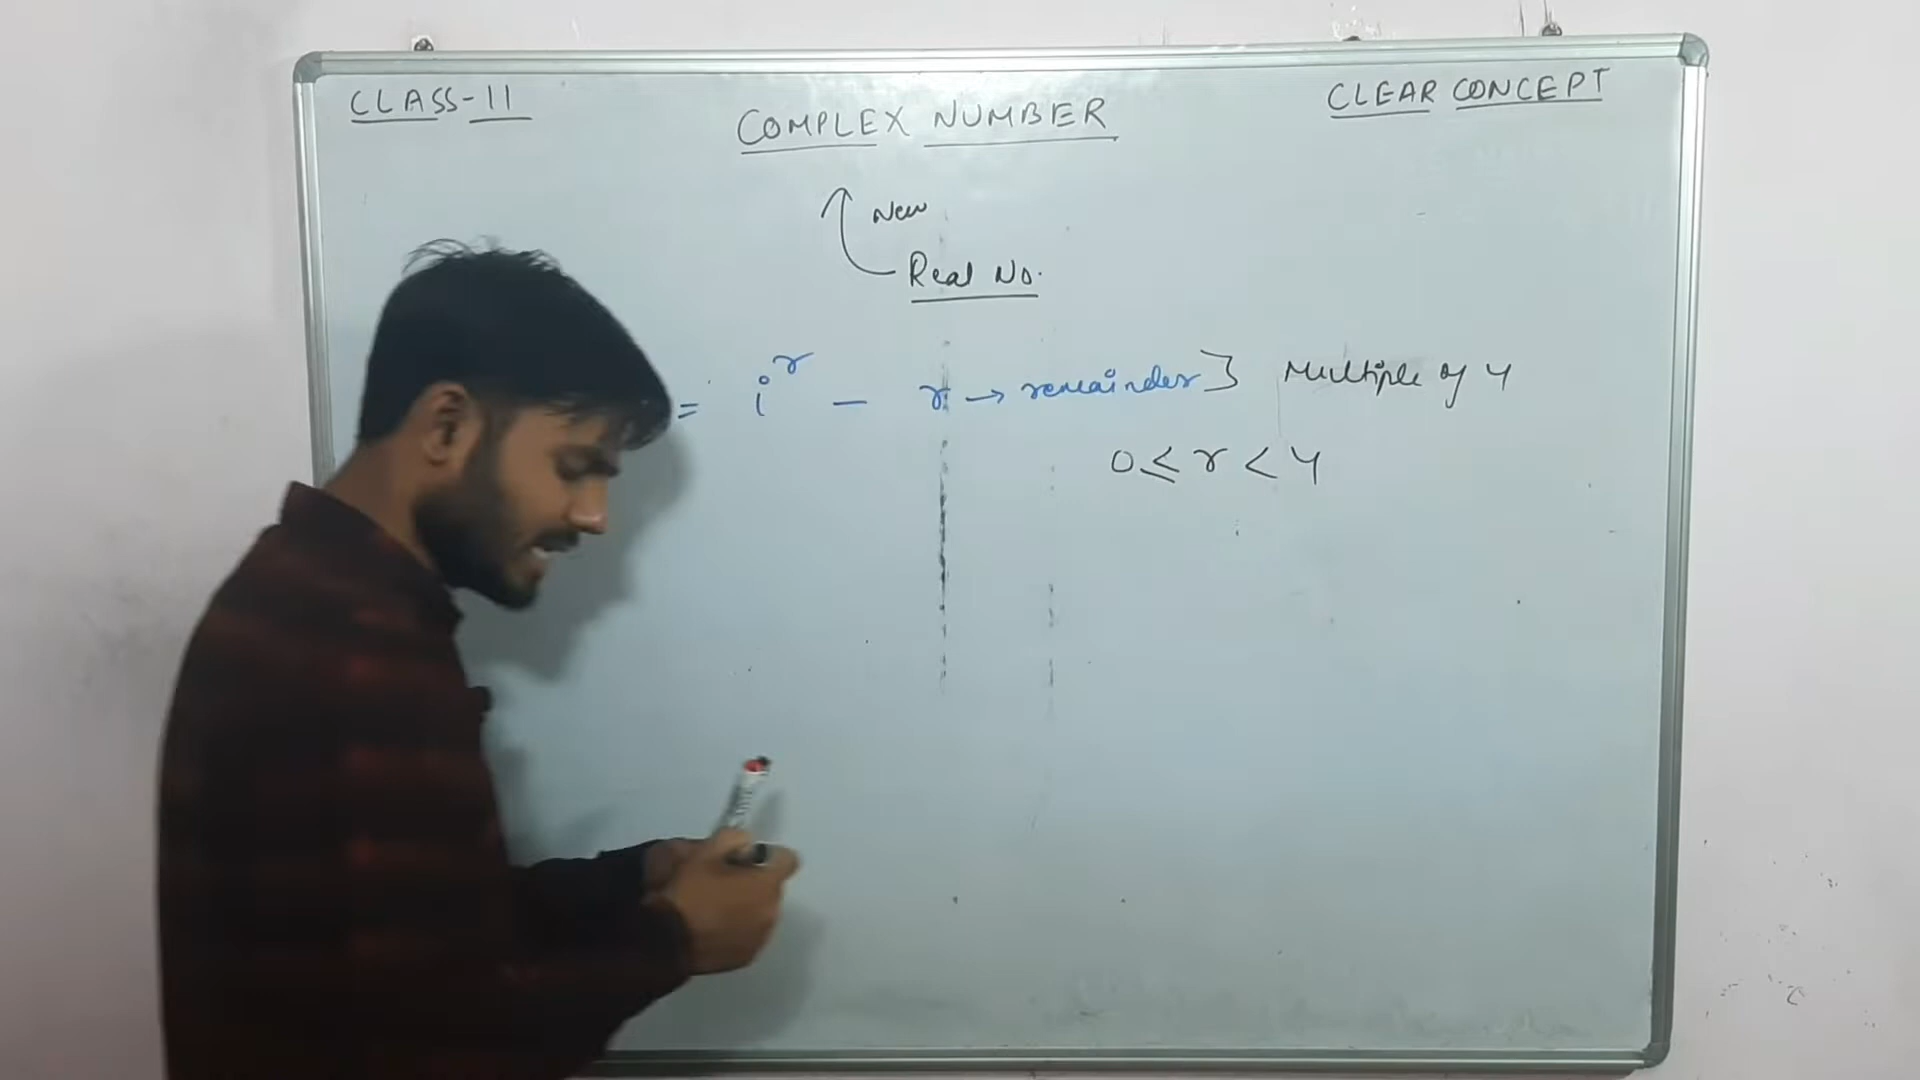 CLASS-11
COMPLEX NUMBER
CLEAR CONCEPT
New
Real No.
= i^r — r → remainder ] Multiple of 4
0 ≤ r < 4